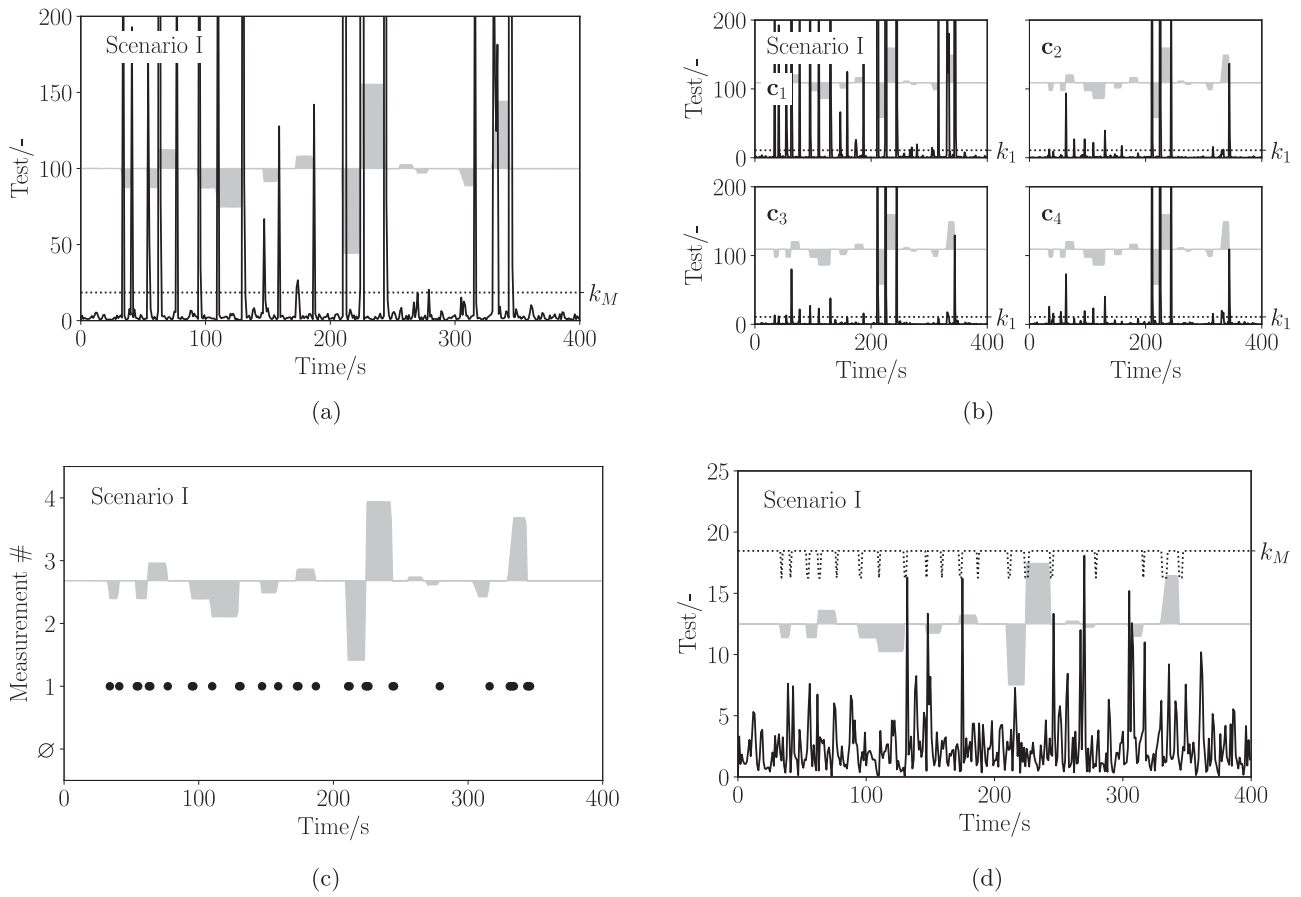 200
150
100
50
0
Test/-
Scenario I
k_M
0 100 200 300 400
Time/s
(a)
200
100
0
Test/-
Scenario I
c_1
k_1
c_2
0 200 400
k_1
200
100
0
Test/-
c_3
k_1
0 200 400
Time/s
c_4
k_1
0 200 400
Time/s
(b)
4
3
2
1
∅
Measurement #
Scenario I
0 100 200 300 400
Time/s
(c)
25
20
15
10
5
0
Test/-
Scenario I
k_M
0 100 200 300 400
Time/s
(d)